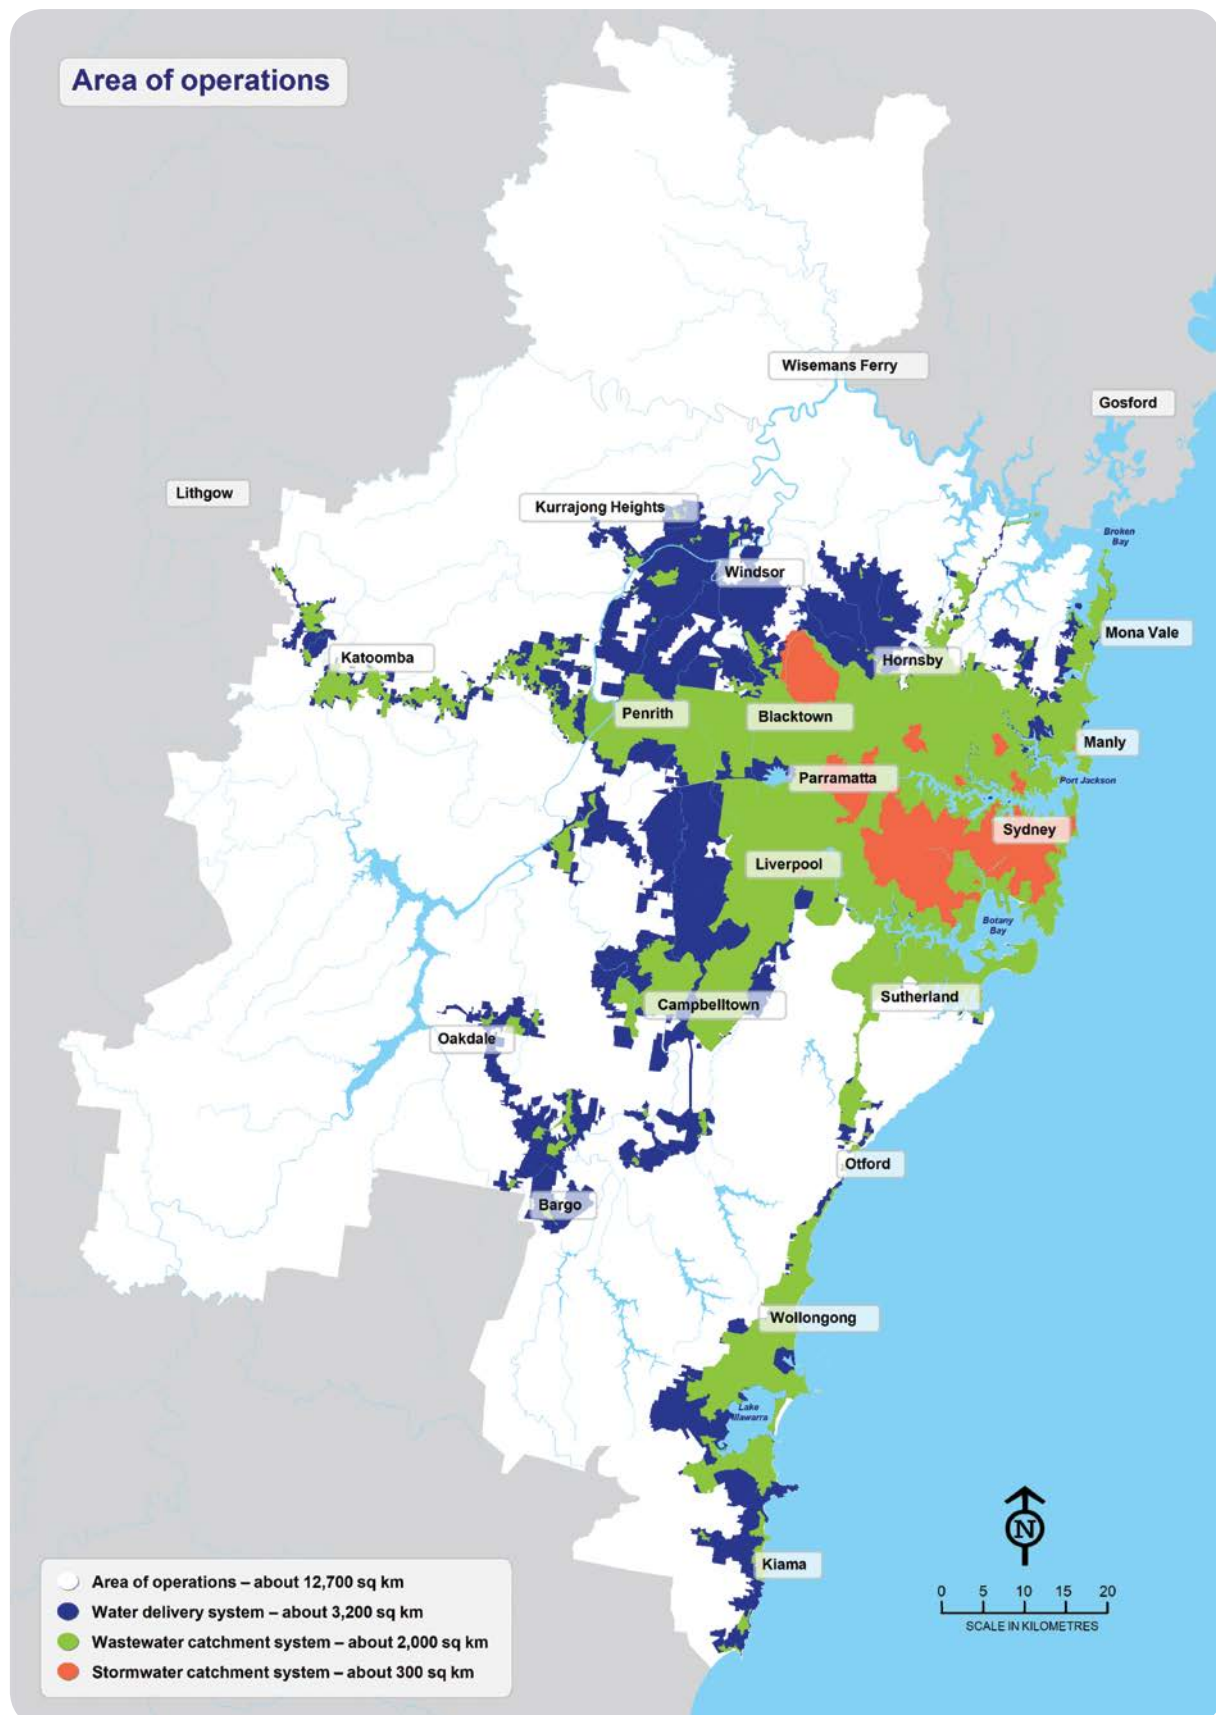 Area of operations
Wisemans Ferry
Gosford
Lithgow
Kurrajong Heights
Broken
Bay
Windsor
Mona Vale
Katoomba
Hornsby
Penrith
Blacktown
Manly
Parramatta
Port Jackson
Sydney
Liverpool
Botany
Bay
Sutherland
Campbelltown
Oakdale
Otford
Bargo
Wollongong
Lake
Illawarra
N
Kiama
Area of operations – about 12,700 sq km
Water delivery system – about 3,200 sq km
Wastewater catchment system – about 2,000 sq km
Stormwater catchment system – about 300 sq km
0 5 10 15 20
SCALE IN KILOMETRES